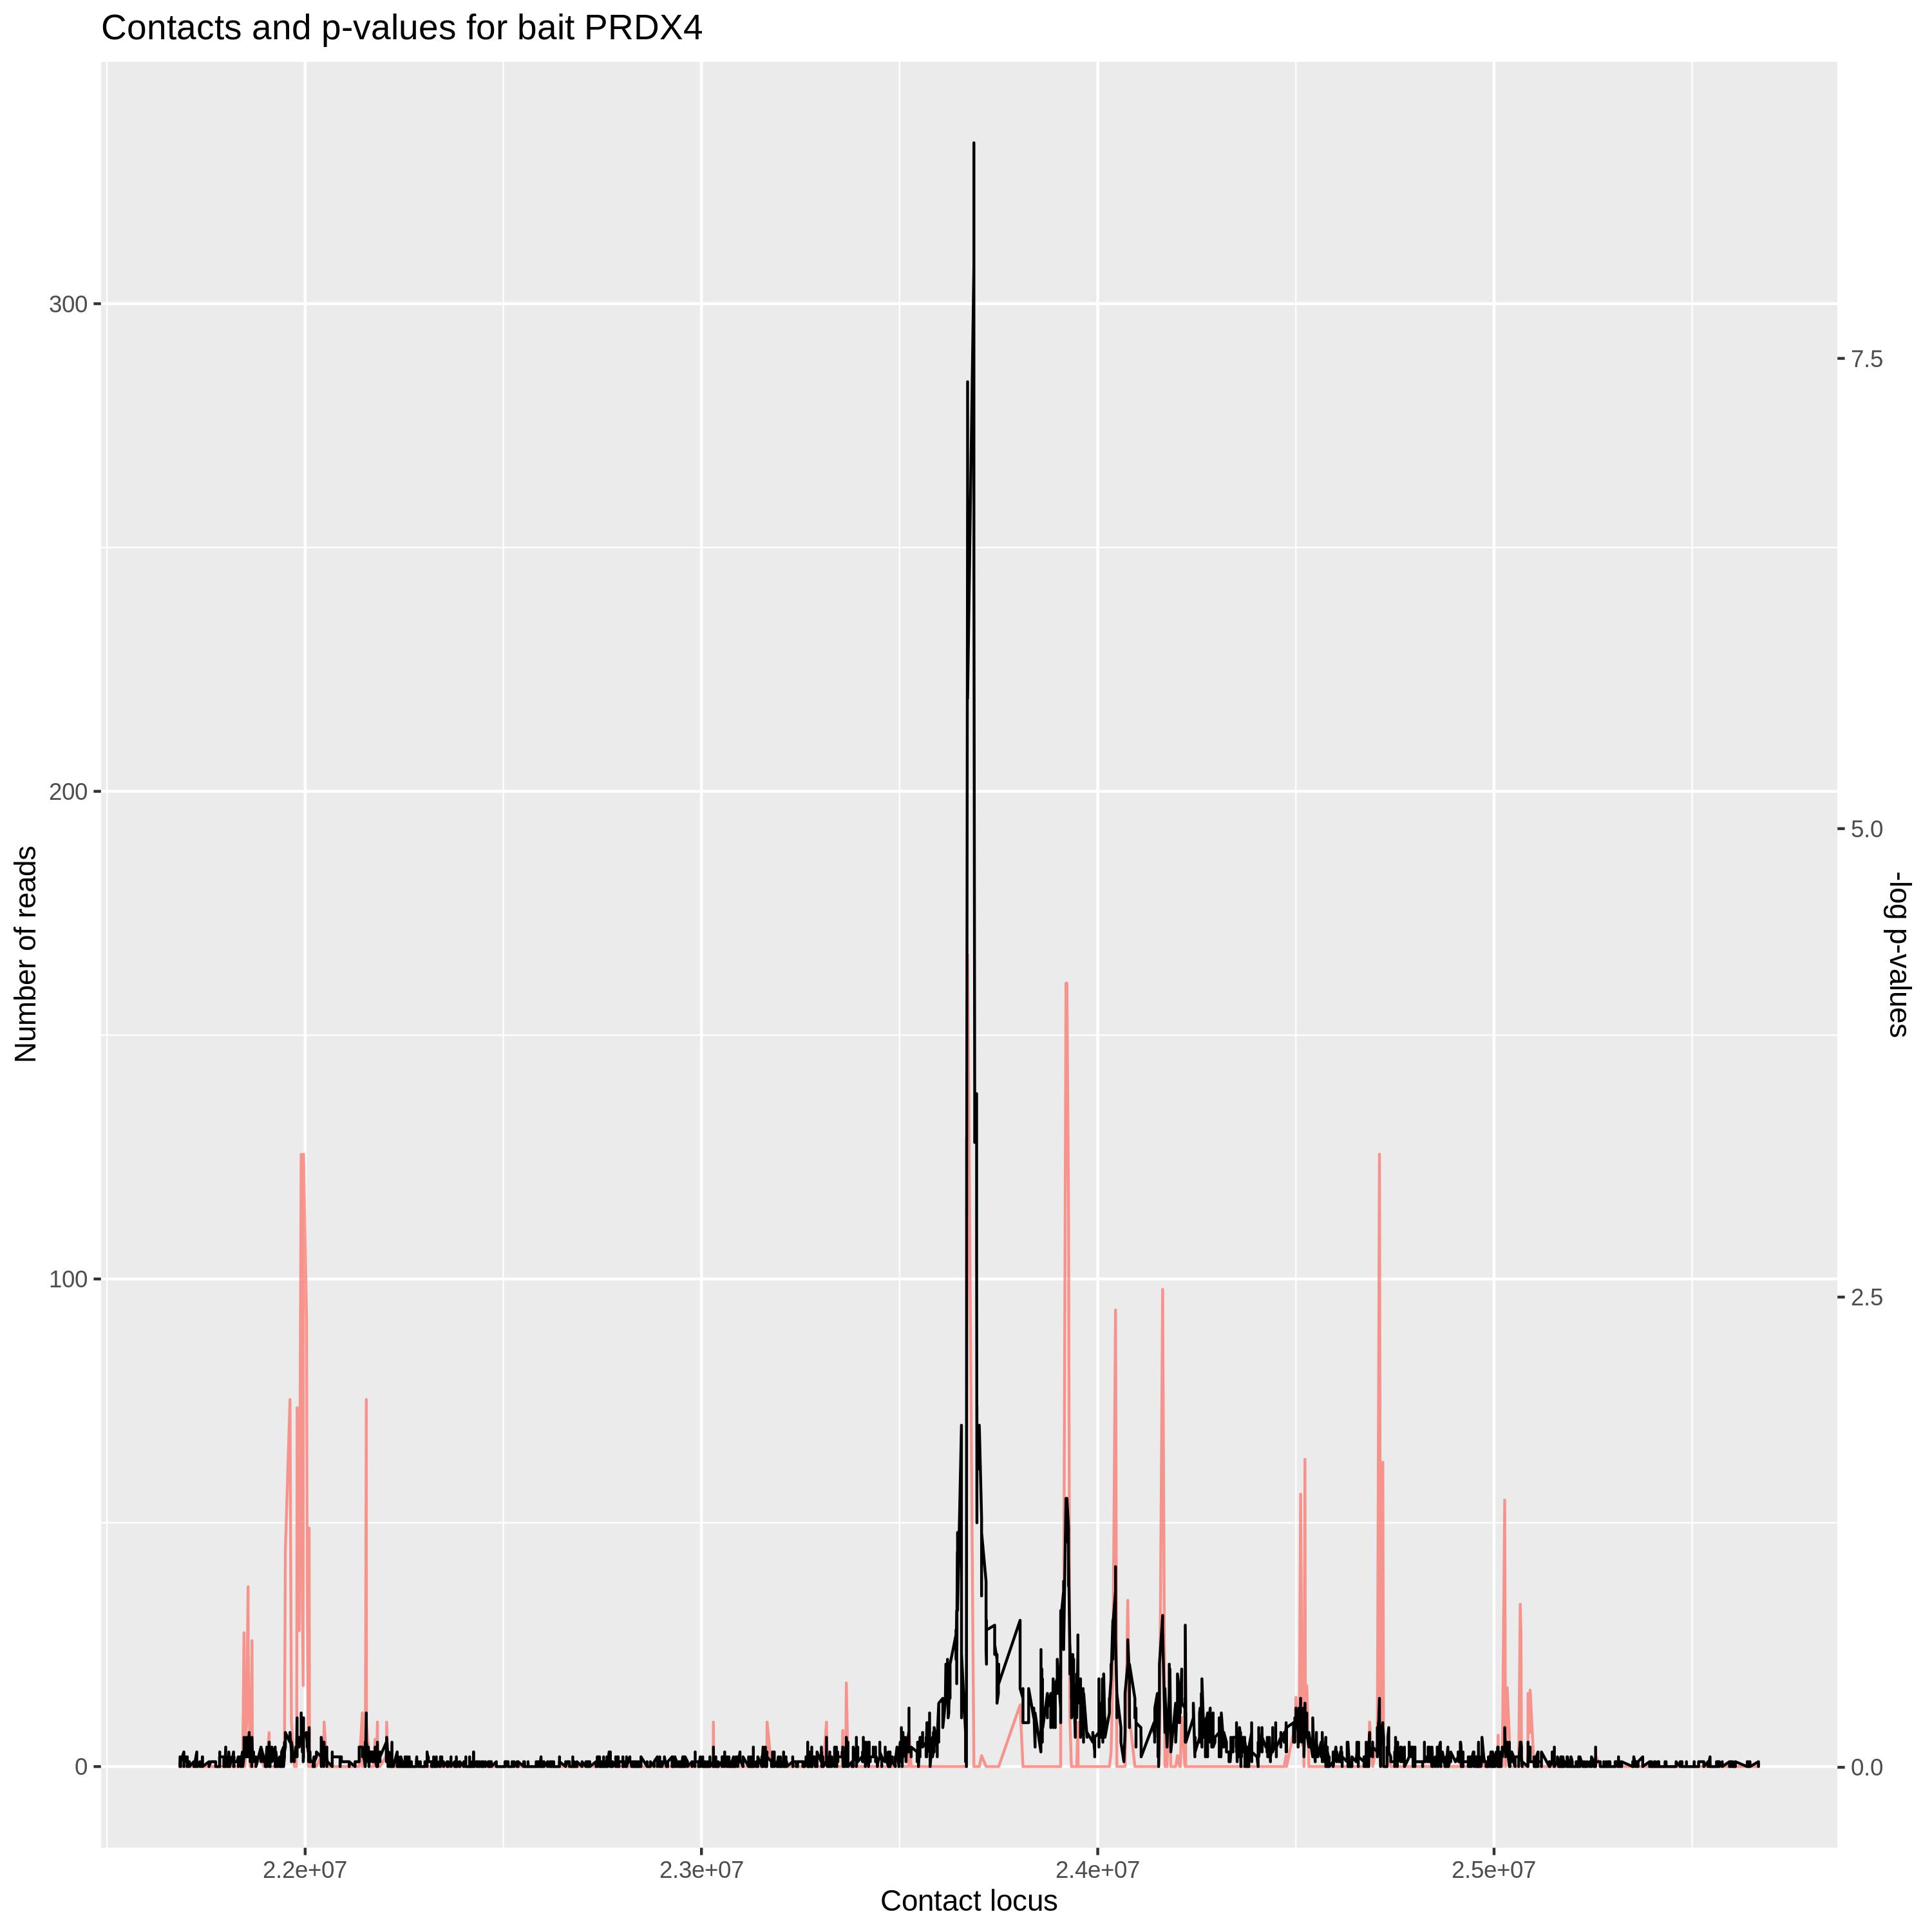 Contacts and p-values for bait PRDX4
300
200
100
0
Number of reads
7.5
5.0
2.5
0.0
-log p-values
2.2e+07
2.3e+07
2.4e+07
2.5e+07
Contact locus